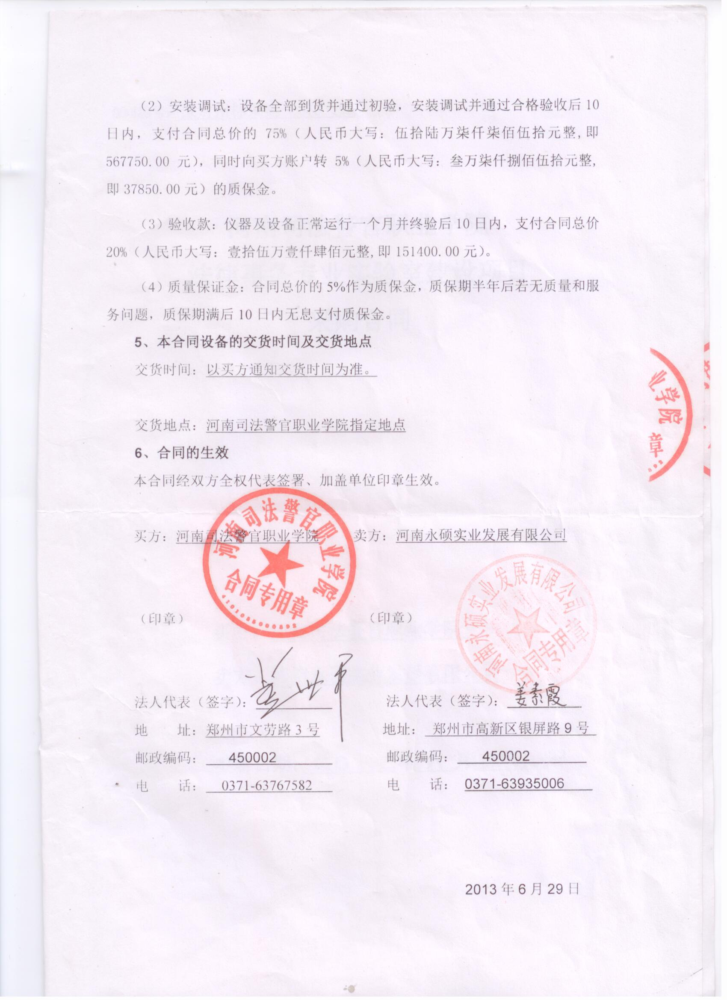 （2）安装调试：设备全部到货并通过初验，安装调试并通过合格验收后 10
日内，支付合同总价的 75%（人民币大写：伍拾陆万柒仟柒佰伍拾元整,即
567750.00 元），同时向买方账户转 5%（人民币大写：叁万柒仟捌佰伍拾元整,
即 37850.00 元）的质保金。
（3）验收款：仪器及设备正常运行一个月并终验后 10 日内，支付合同总价
20%（人民币大写：壹拾伍万壹仟肆佰元整,即 151400.00 元）。
（4）质量保证金：合同总价的 5%作为质保金，质保期半年后若无质量和服
务问题，质保期满后 10 日内无息支付质保金。
5、本合同设备的交货时间及交货地点
交货时间：以买方通知交货时间为准。
业学院
章
892
交货地点：河南司法警官职业学院指定地点
6、合同的生效
本合同经双方全权代表签署、加盖单位印章生效。
买方：河南司法警官职业学院 卖方：河南永硕实业发展有限公司
河南司法警官职业学院
合同专用章
河南永硕实业发展有限公司
合同专用章
（印章） （印章）
法人代表（签字）： 法人代表（签字）：姜素霞
地 址：郑州市文劳路 3 号 地址：郑州市高新区银屏路 9 号
邮政编码：450002 邮政编码：450002
电 话：0371-63767582 电 话：0371-63935006
2013 年 6 月 29 日